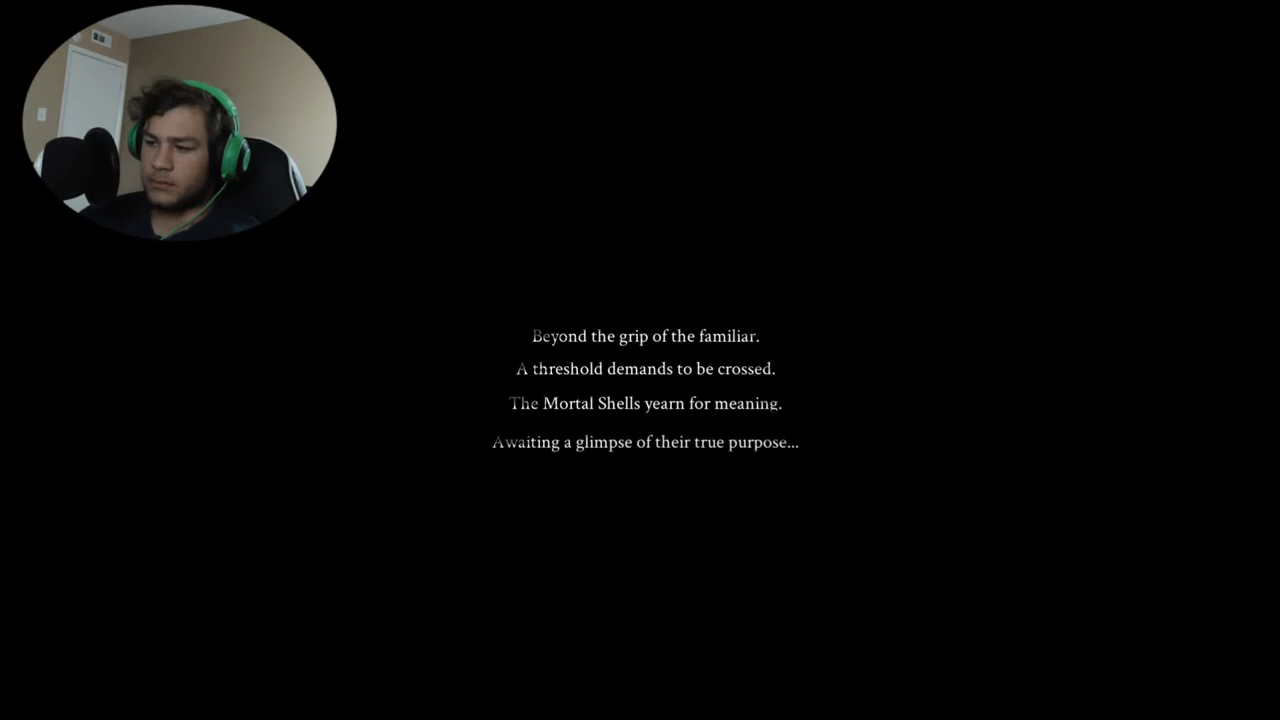 Beyond the grip of the familiar.
A threshold demands to be crossed.
The Mortal Shells yearn for meaning.
Awaiting a glimpse of their true purpose...